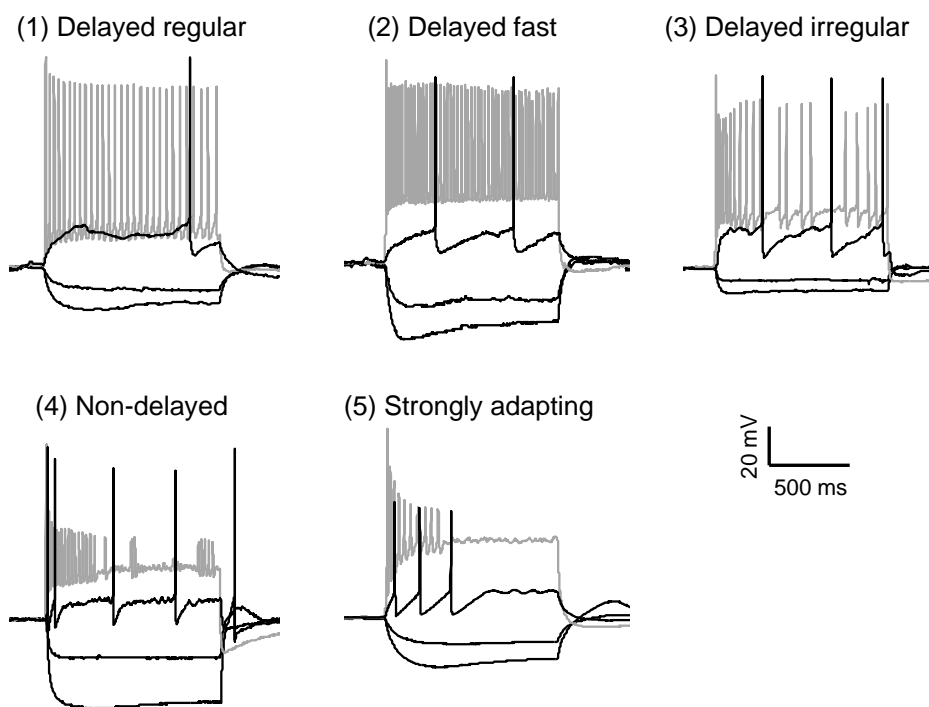 (1) Delayed regular
(2) Delayed fast
(3) Delayed irregular
(4) Non-delayed
(5) Strongly adapting
20 mV
500 ms